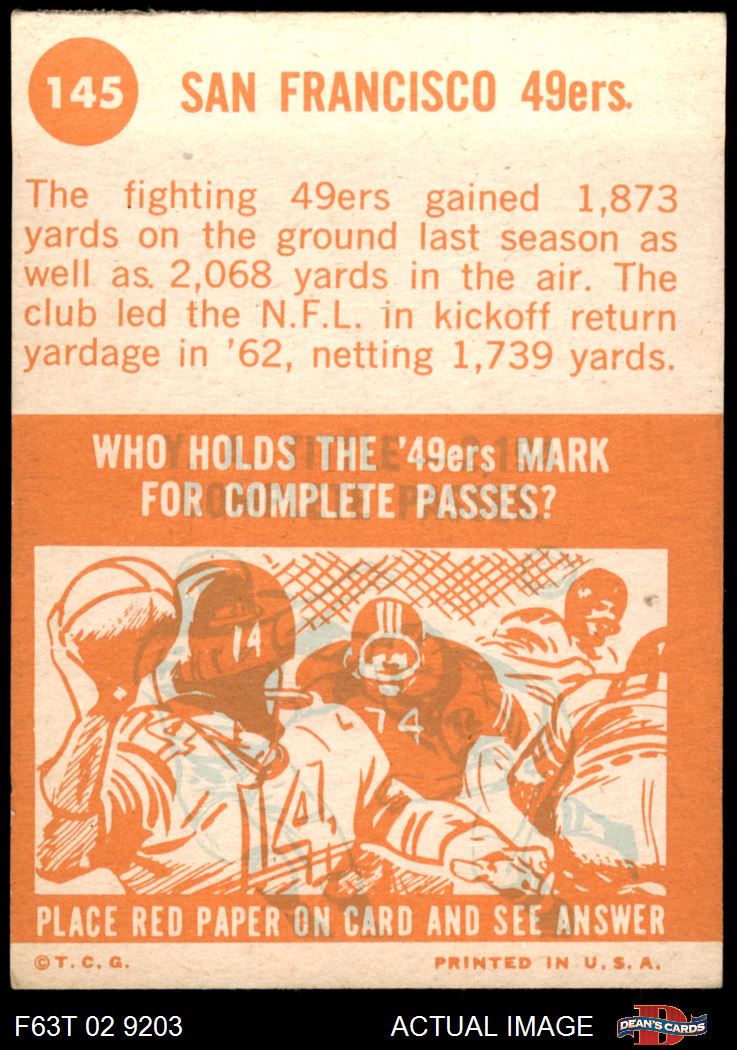 145
SAN FRANCISCO 49ers.
The fighting 49ers gained 1,873
yards on the ground last season as
well as 2,068 yards in the air. The
club led the N.F.L. in kickoff return
yardage in '62, netting 1,739 yards.
WHO HOLDS THE '49ers MARK
FOR COMPLETE PASSES?
14
74
14
PLACE RED PAPER ON CARD AND SEE ANSWER
©T.C.G.
PRINTED IN U.S.A.
F63T 02 9203
ACTUAL IMAGE
DEAN'S CARDS